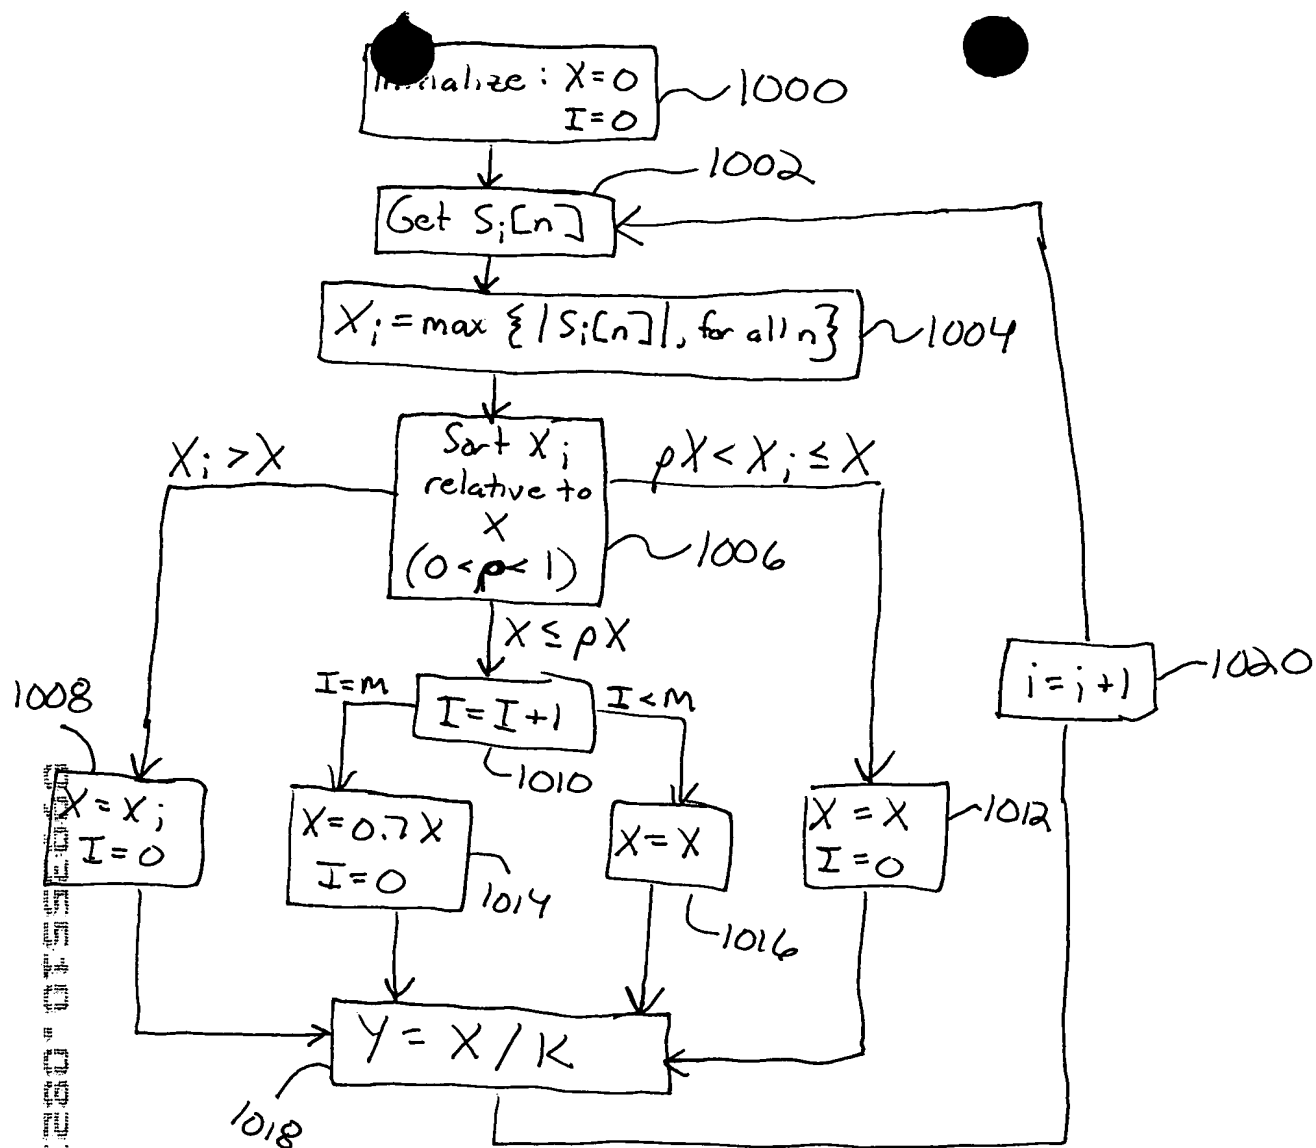 Initialize: X=0
I=0
1000
1002
Get Si[n]
Xi=max {|Si[n]|, for all n}
1004
Xi>X
Sort Xi
relative to
X
(0<ρ<1)
ρX<Xi≤X
1006
X≤ρX
I=m
I=I+1
I<m
i=i+1
1020
1008
1010
X=Xi
I=0
X=0.7X
I=0
1014
X=X
1016
X=X
I=0
1012
Y=X/K
1018